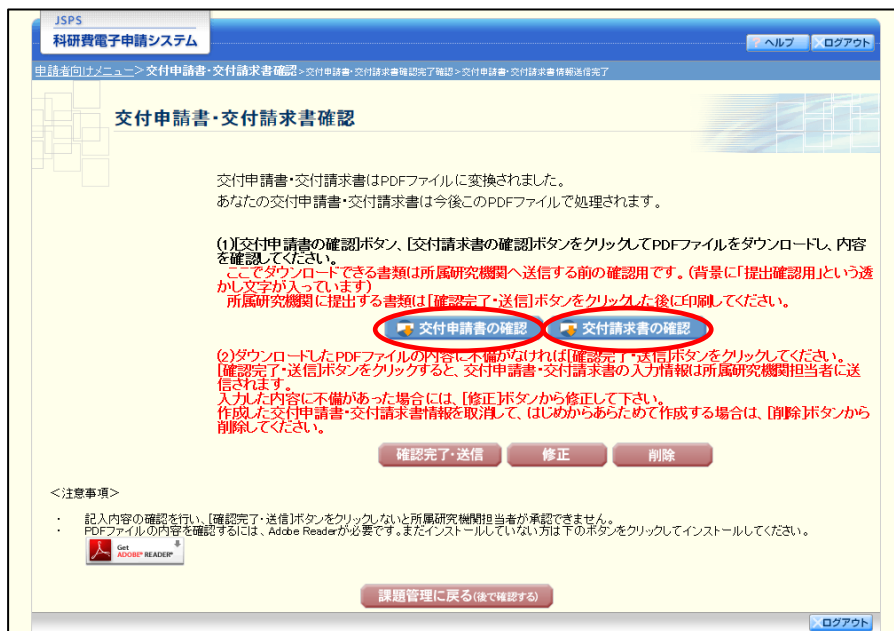 JSPS
科研費電子申請システム
ヘルプ
ログアウト
申請者向けメニュー>交付申請書・交付請求書確認>交付申請書・交付請求書確認完了確認>交付申請書・交付請求書情報送信完了
交付申請書・交付請求書確認
交付申請書・交付請求書はPDFファイルに変換されました。
あなたの交付申請書・交付請求書は今後このPDFファイルで処理されます。
(1)[交付申請書の確認]ボタン、[交付請求書の確認]ボタンをクリックしてPDFファイルをダウンロードし、内容
を確認してください。
ここでダウンロードできる書類は所属研究機関へ送信する前の確認用です。(背景に「提出確認用」という透
かし文字が入っています)
所属研究機関に提出する書類は[確認完了・送信]ボタンをクリックした後に印刷してください。
交付申請書の確認
交付請求書の確認
(2)ダウンロードしたPDFファイルの内容に不備がなければ[確認完了・送信]ボタンをクリックしてください。
[確認完了・送信]ボタンをクリックすると、交付申請書・交付請求書の入力情報は所属研究機関担当者に送
信されます。
入力した内容に不備があった場合には、[修正]ボタンから修正して下さい。
作成した交付申請書・交付請求書情報を取消して、はじめからあらためて作成する場合は、[削除]ボタンから
削除してください。
確認完了・送信
修正
削除
<注意事項>
・ 記入内容の確認を行い、[確認完了・送信]ボタンをクリックしないと所属研究機関担当者が承認できません。
・ PDFファイルの内容を確認するには、Adobe Readerが必要です。まだインストールしていない方は下のボタンをクリックしてインストールしてください。
Get
ADOBE® READER®
課題管理に戻る(後で確認する)
ログアウト